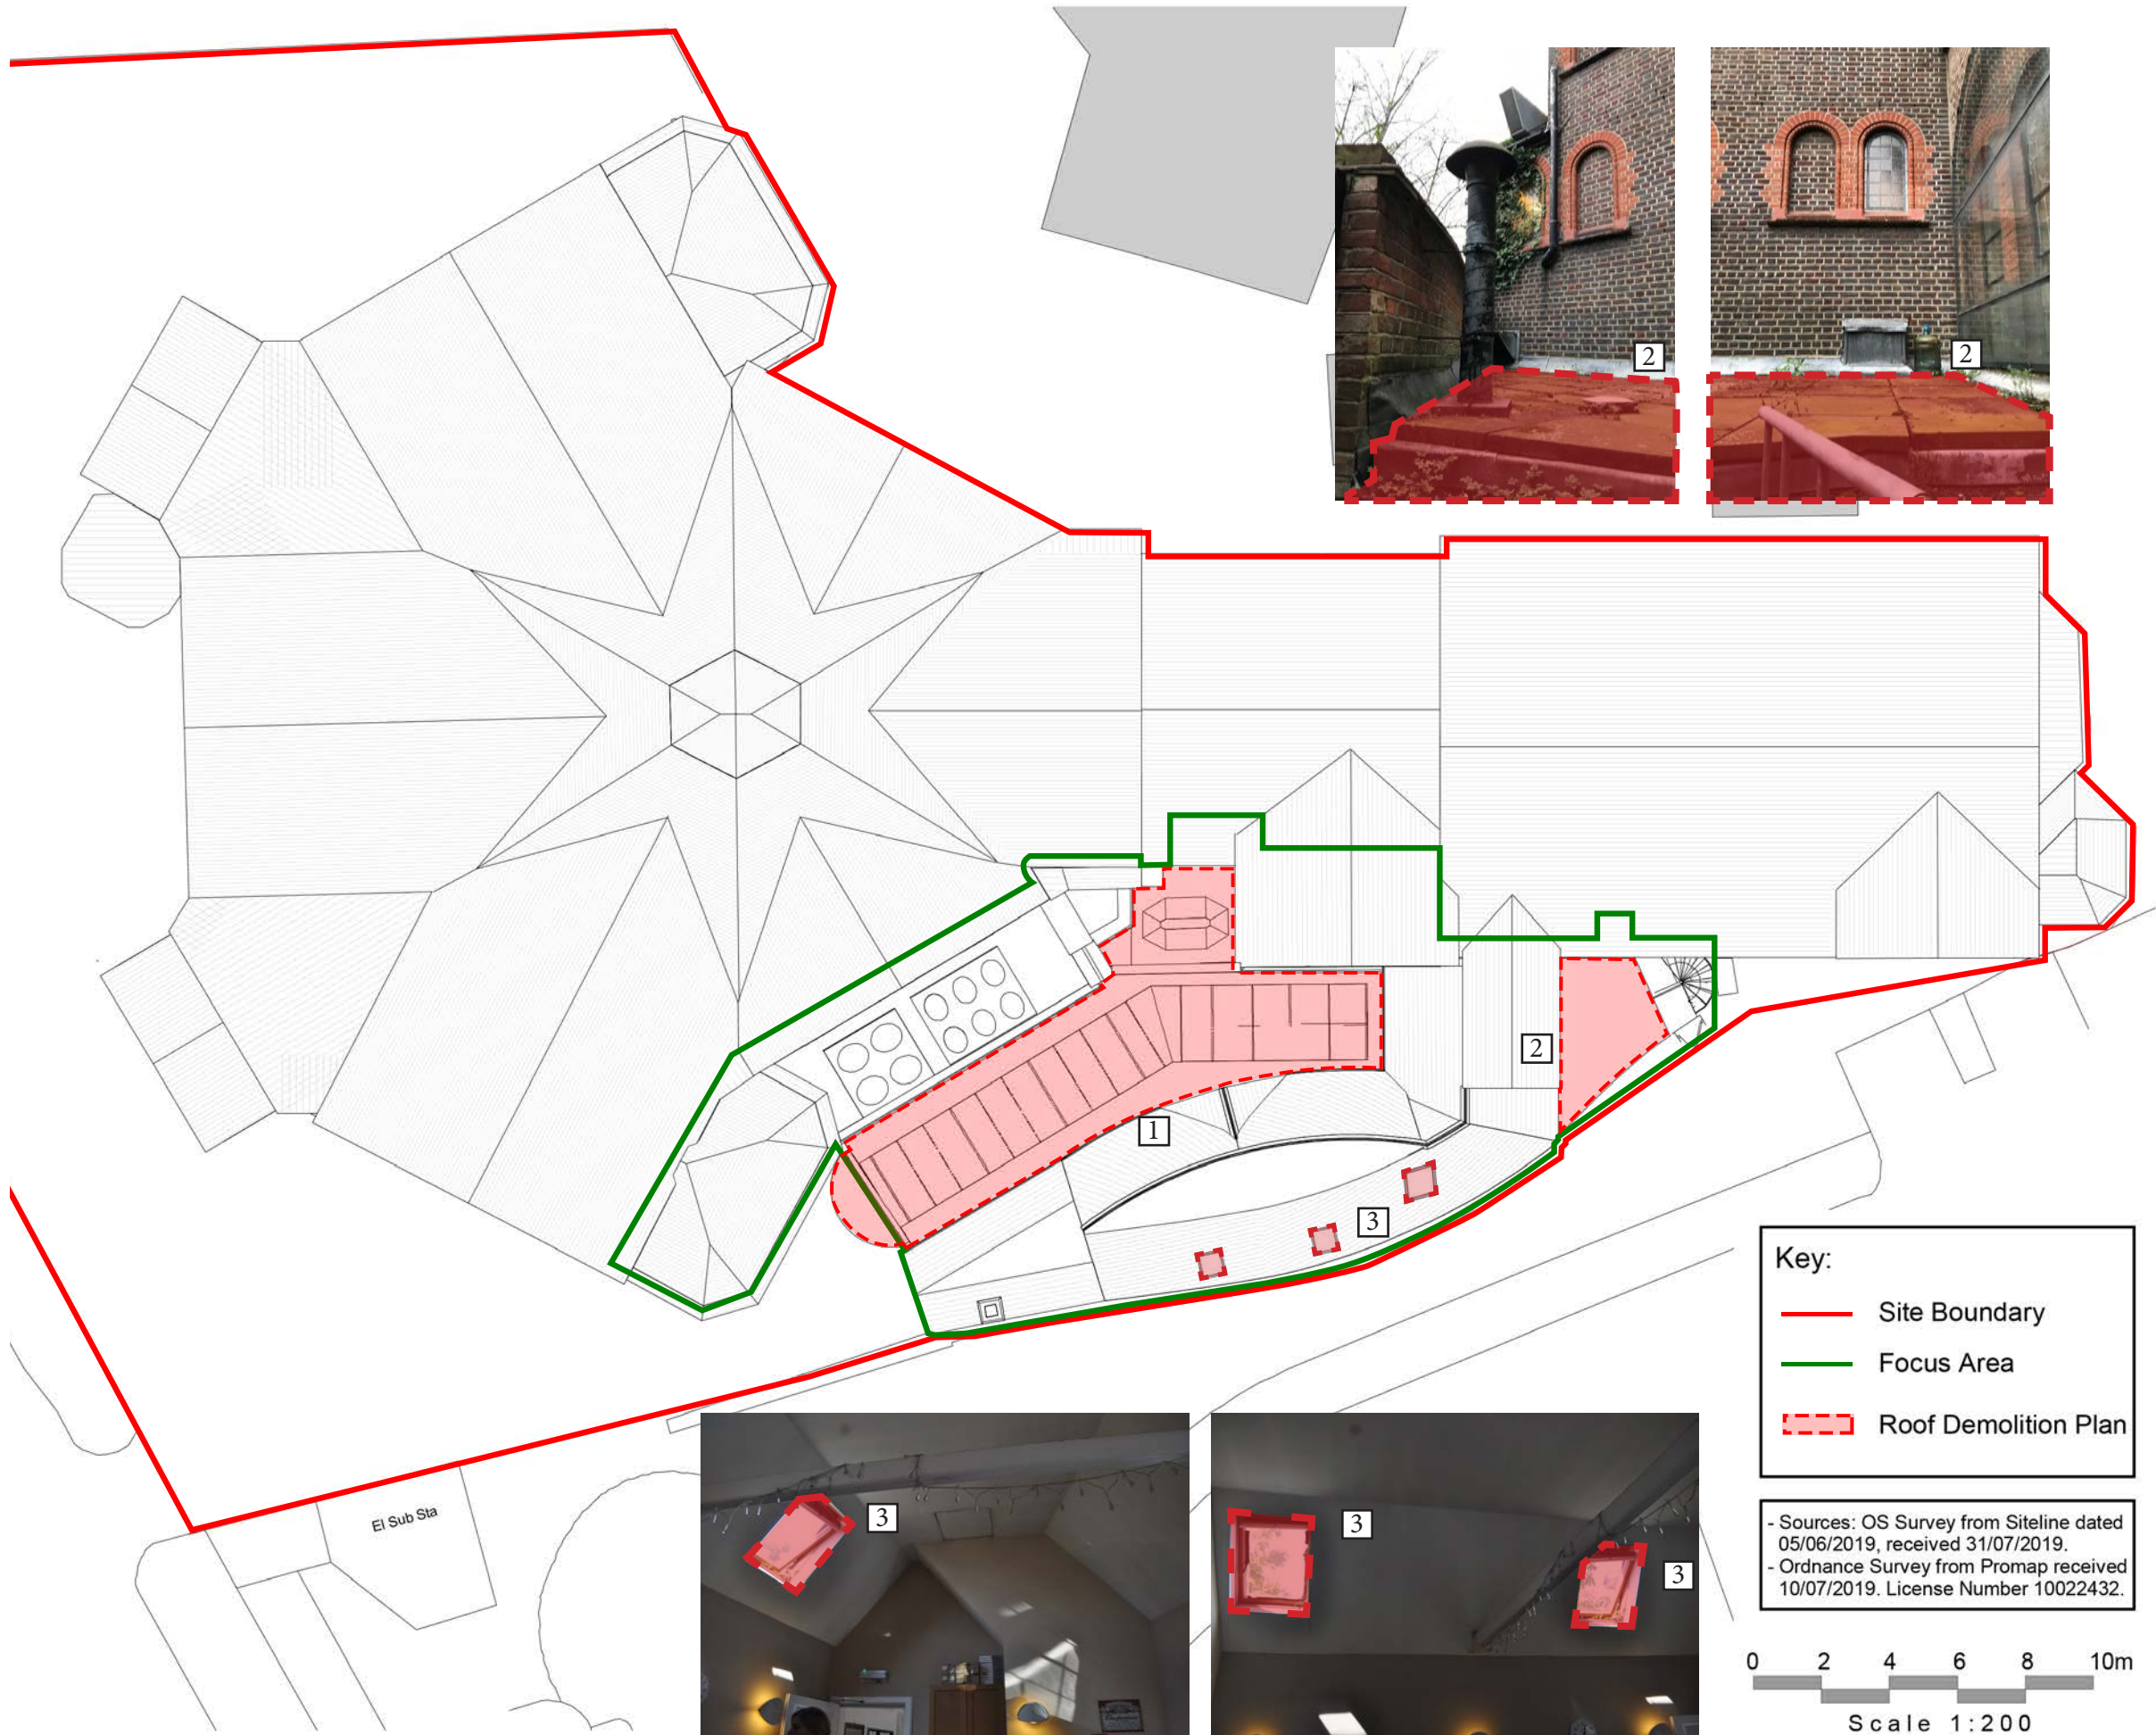 2
2
2
1
3
El Sub Sta
3
3
3
Key:
Site Boundary
Focus Area
Roof Demolition Plan
- Sources: OS Survey from Siteline dated
05/06/2019, received 31/07/2019.
- Ordnance Survey from Promap received
10/07/2019. License Number 10022432.
0 2 4 6 8 10m
Scale 1:200